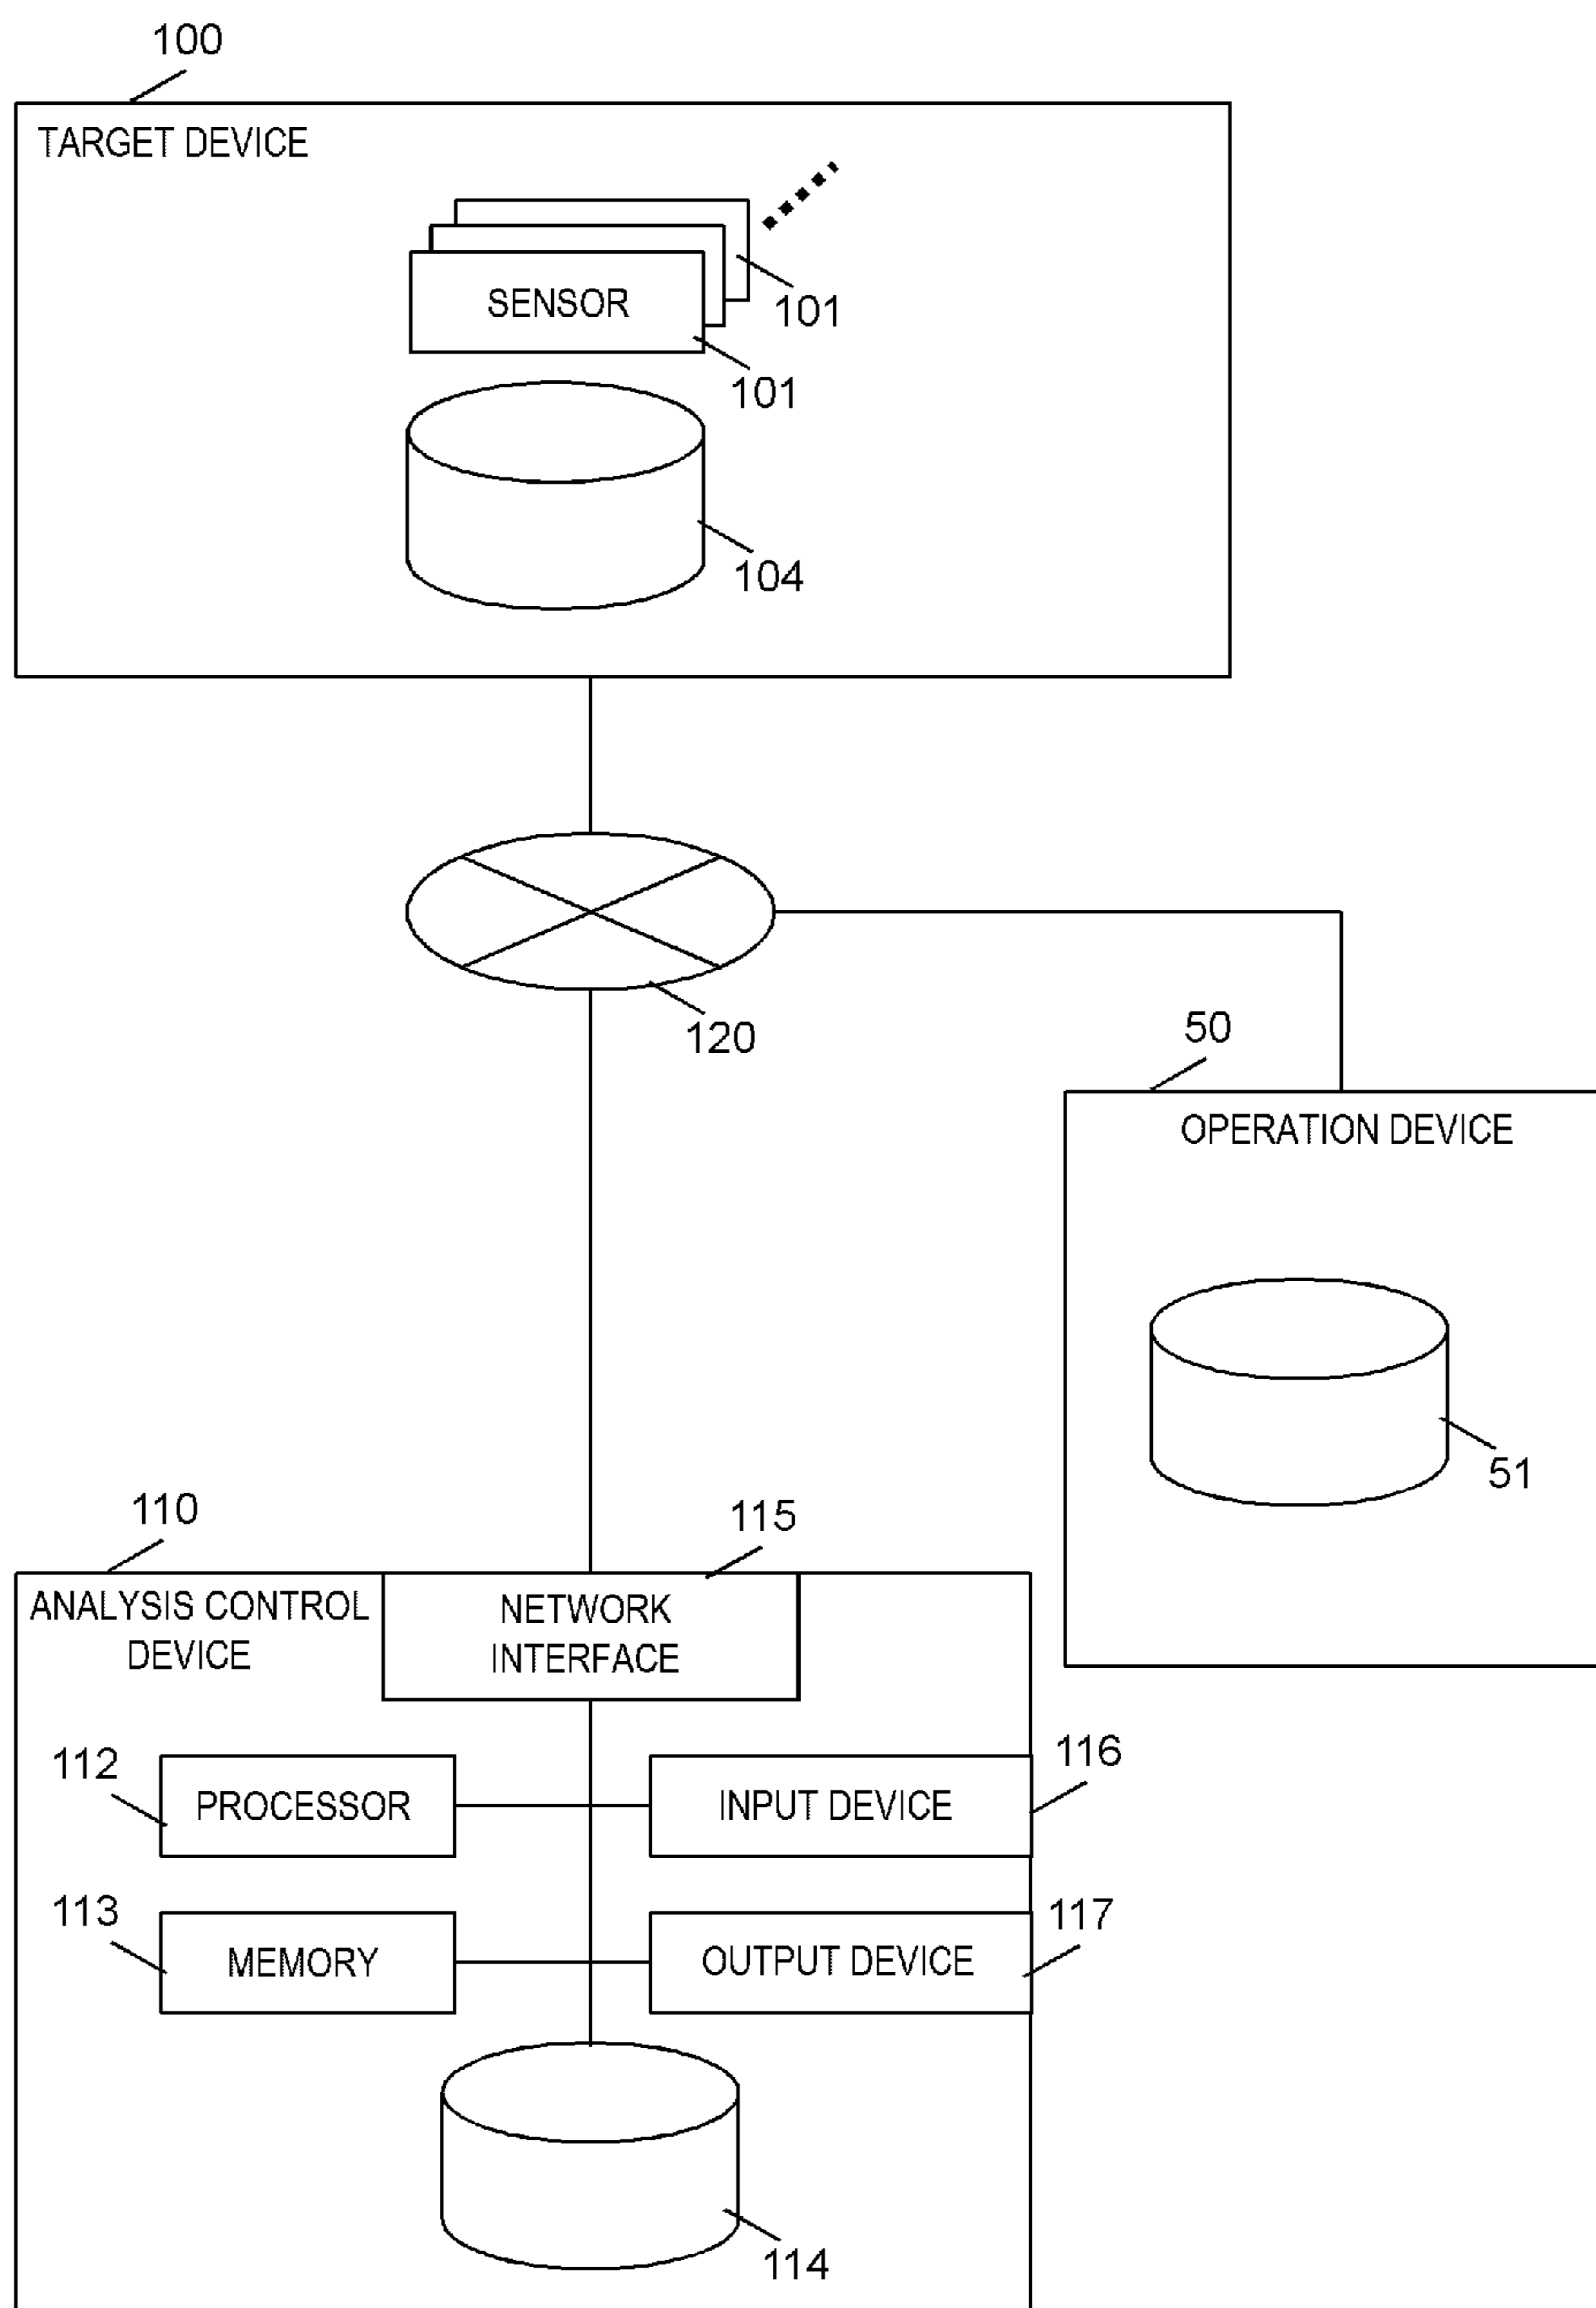 100
TARGET DEVICE
SENSOR
101
101
104
120
50
OPERATION DEVICE
51
110
115
ANALYSIS CONTROL
DEVICE
NETWORK
INTERFACE
112
PROCESSOR
INPUT DEVICE
116
113
MEMORY
OUTPUT DEVICE
117
114